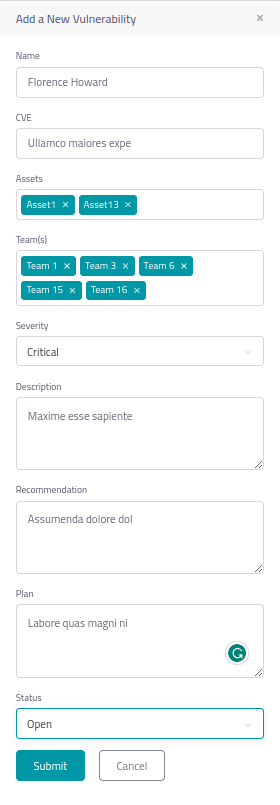 Add a New Vulnerability ×
Name
Florence Howard
CVE
Ullamco maiores expe
Assets
Asset1 × Asset13 ×
Team(s)
Team 1 × Team 3 × Team 6 ×
Team 15 × Team 16 ×
Severity
Critical
Description
Maxime esse sapiente
Recommendation
Assumenda dolore dol
Plan
Labore quas magni ni
Status
Open
Submit Cancel